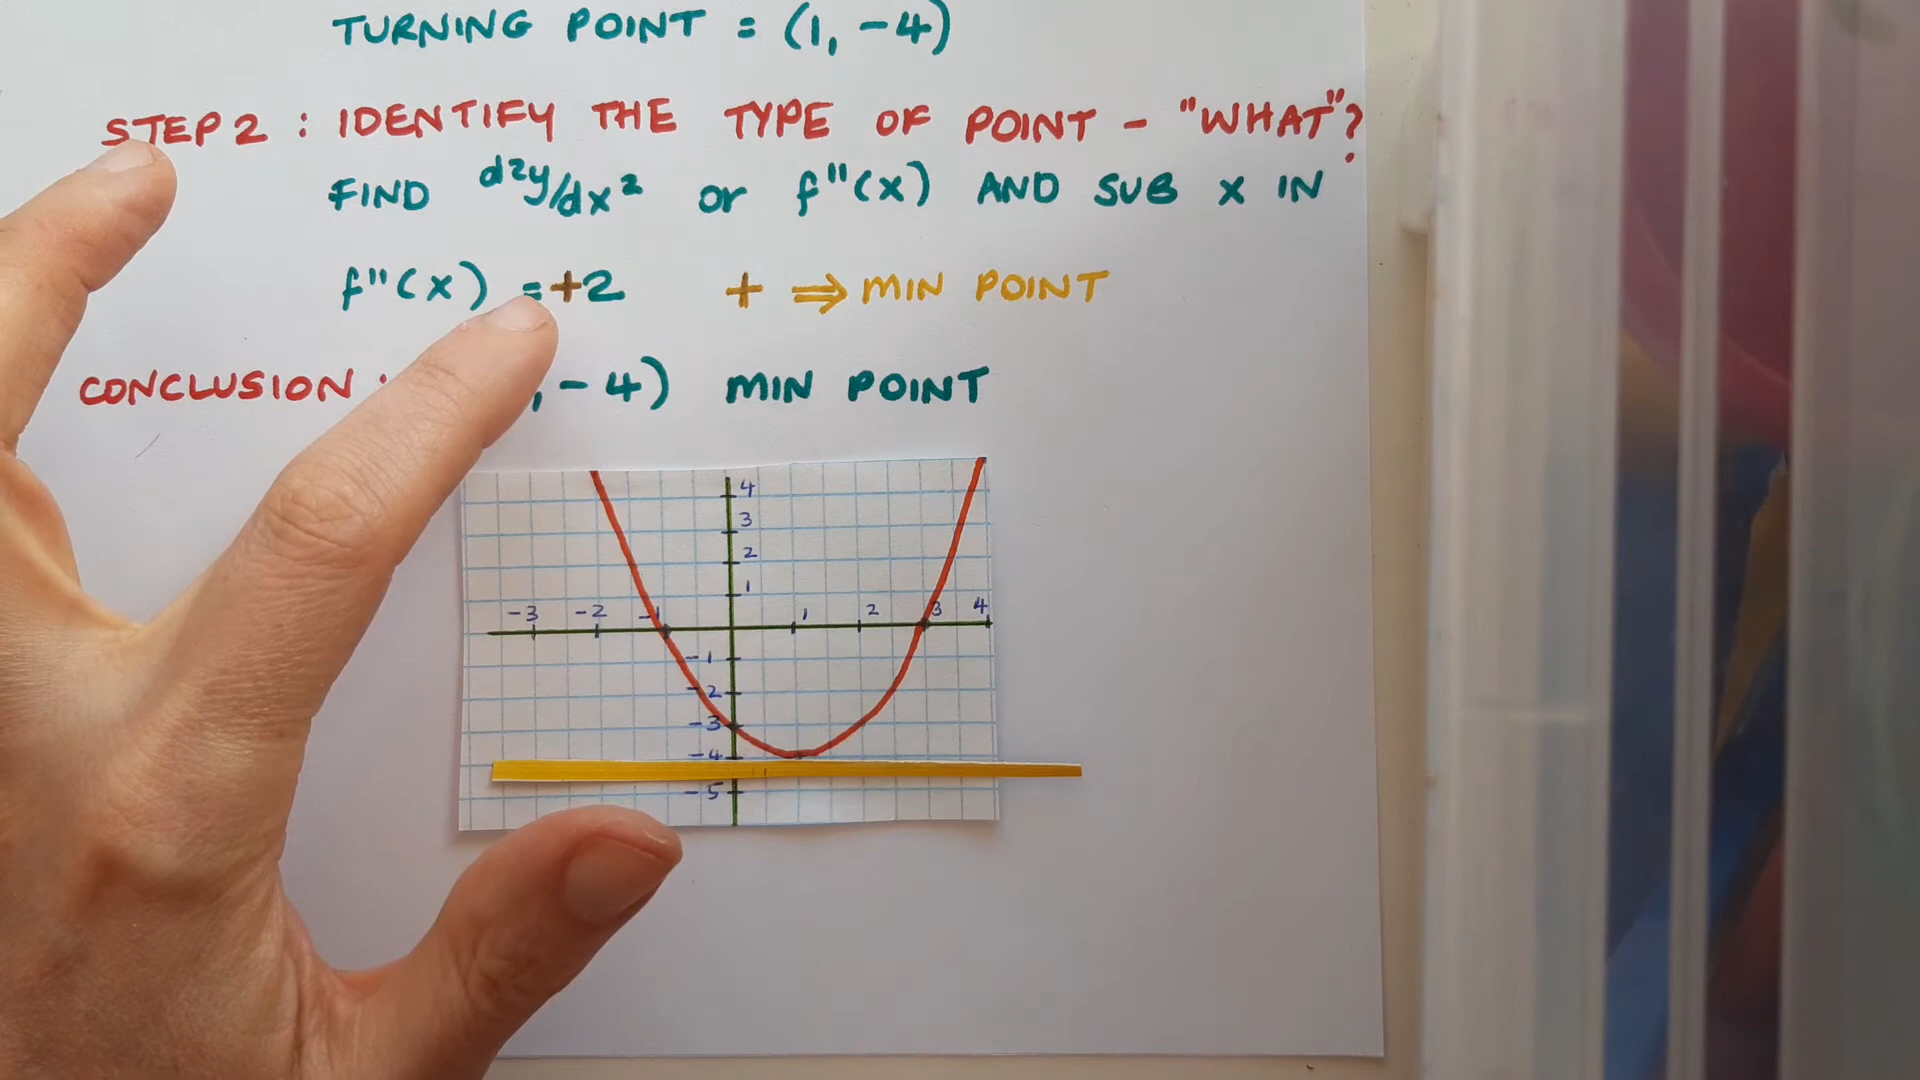 TURNING POINT = (1, -4)
STEP 2 : IDENTIFY THE TYPE OF POINT - "WHAT"?
FIND d²y/dx² or f"(x) AND SUB X IN
f"(x) = +2 + ⇒ MIN POINT
CONCLUSION : , -4) MIN POINT
4
3
2
1
-3 -2 -1 1 2 3 4
-1
-2
-3
-4
-5